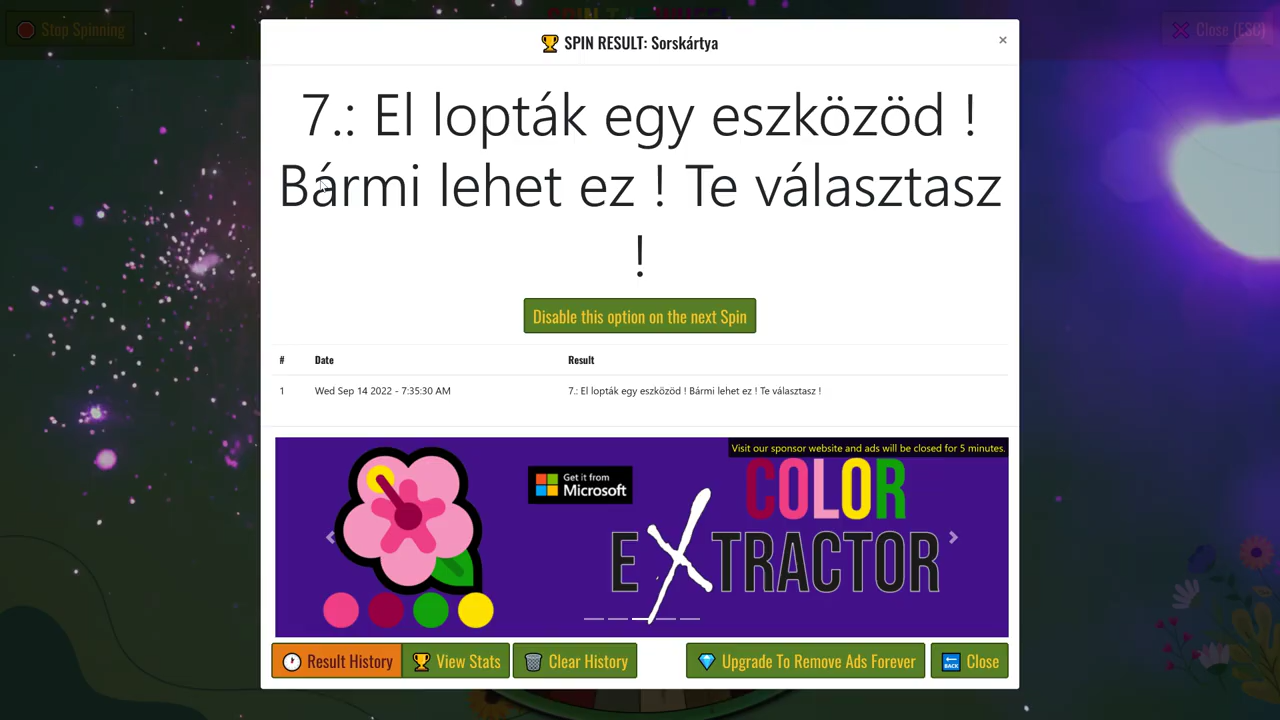 Stop Spinning
SPIN RESULT: Sorskártya
×
Close (ESC)
7.: El lopták egy eszközöd !
Bármi lehet ez ! Te választasz
!
Disable this option on the next Spin
# Date Result
1 Wed Sep 14 2022 - 7:35:30 AM 7.: El lopták egy eszközöd ! Bármi lehet ez ! Te választasz !
Visit our sponsor website and ads will be closed for 5 minutes.
Get it from
Microsoft
COLOR
EXTRACTOR
Result History View Stats Clear History Upgrade To Remove Ads Forever BACK Close